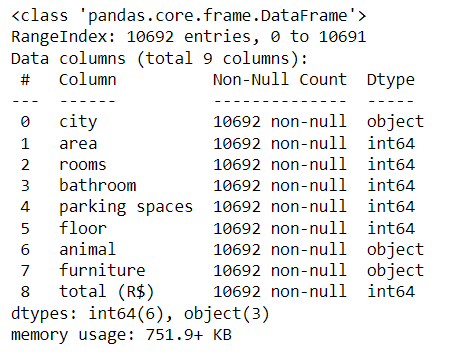 <class 'pandas.core.frame.DataFrame'>
RangeIndex: 10692 entries, 0 to 10691
Data columns (total 9 columns):
 #   Column          Non-Null Count  Dtype
---  ------          --------------  -----
 0   city            10692 non-null  object
 1   area            10692 non-null  int64
 2   rooms           10692 non-null  int64
 3   bathroom        10692 non-null  int64
 4   parking spaces  10692 non-null  int64
 5   floor           10692 non-null  int64
 6   animal          10692 non-null  object
 7   furniture       10692 non-null  object
 8   total (R$)      10692 non-null  int64
dtypes: int64(6), object(3)
memory usage: 751.9+ KB